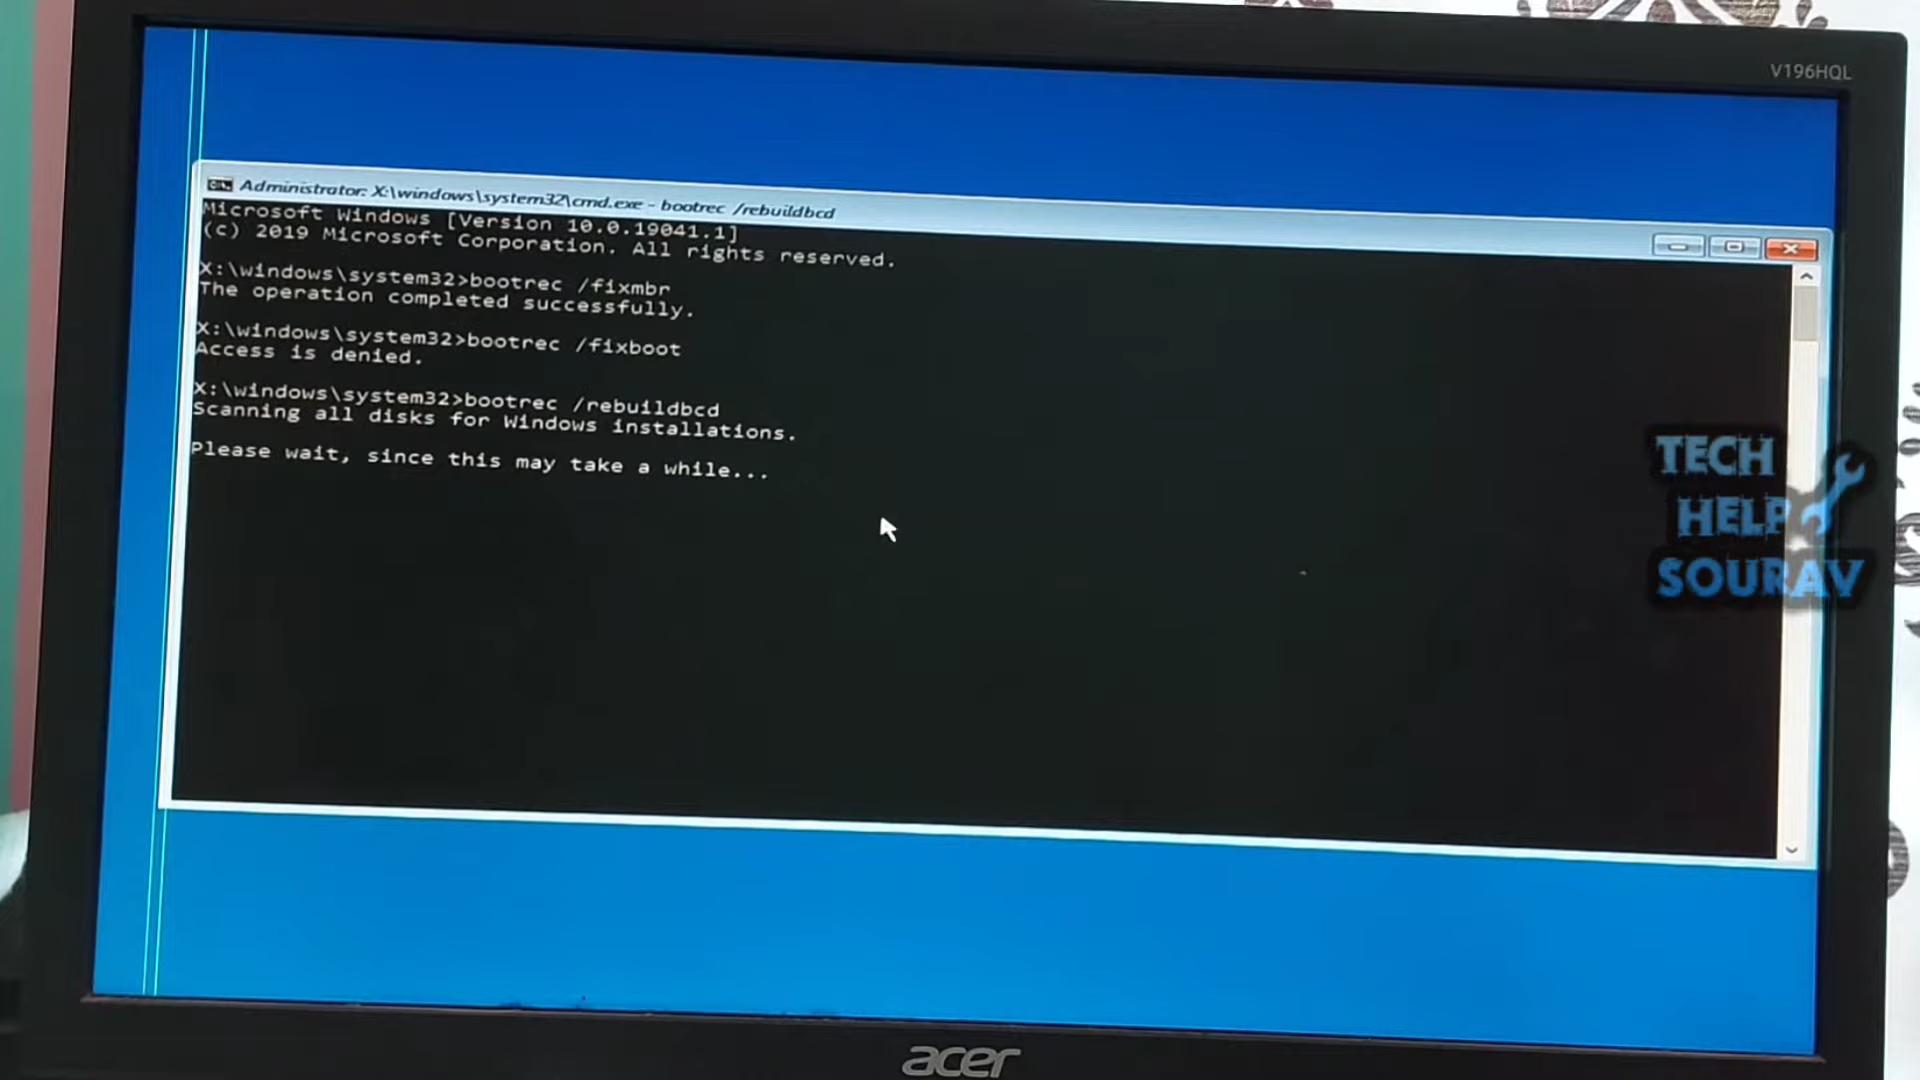 V196HQL
Administrator: X:\windows\system32\cmd.exe - bootrec /rebuildbcd
Microsoft Windows [Version 10.0.19041.1]
(c) 2019 Microsoft Corporation. All rights reserved.
X:\windows\system32>bootrec /fixmbr
The operation completed successfully.
X:\windows\system32>bootrec /fixboot
Access is denied.
X:\windows\system32>bootrec /rebuildbcd
Scanning all disks for Windows installations.
Please wait, since this may take a while...
TECH
HELP
SOURAV
acer